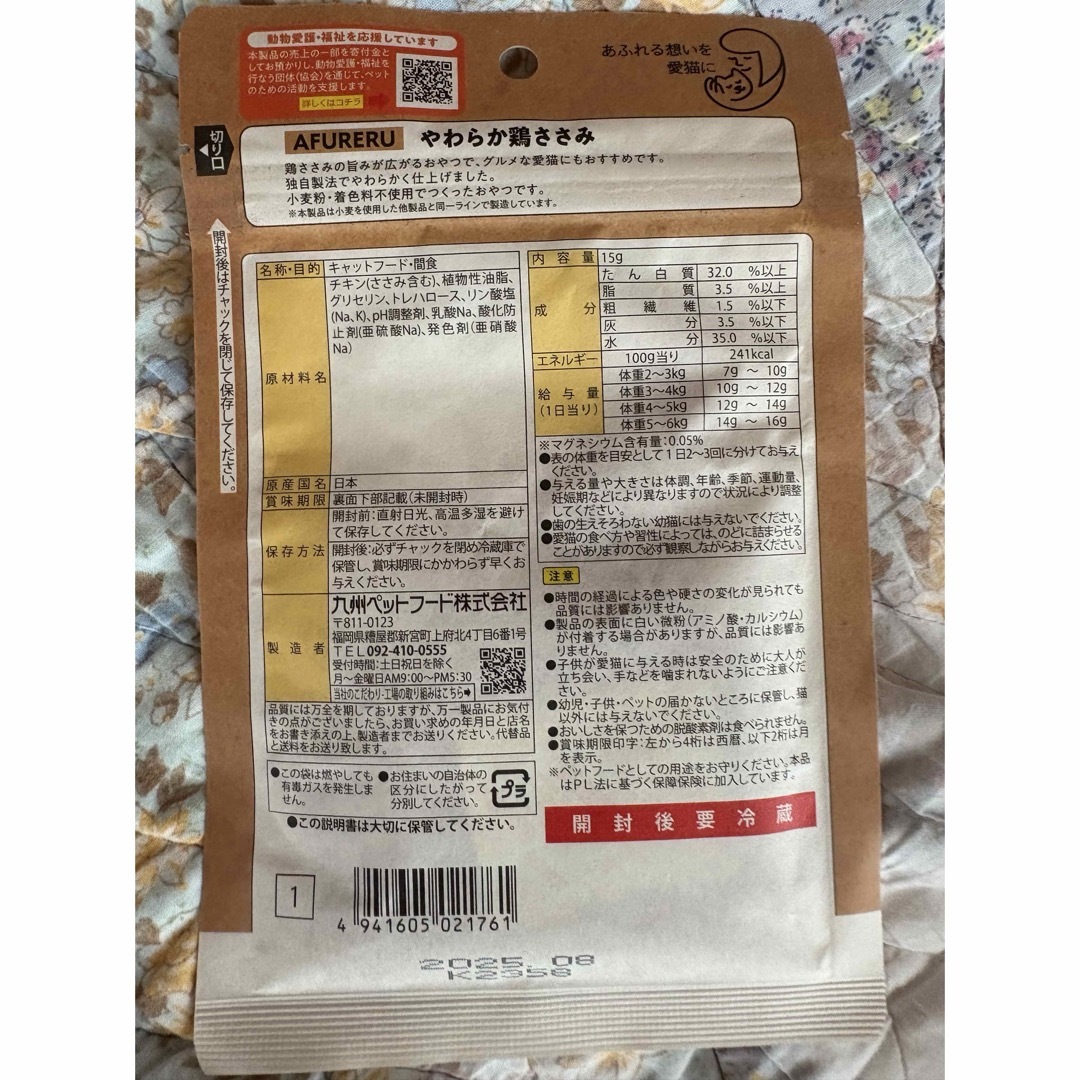 動物愛護・福祉を応援しています
本製品の売上の一部を寄付金と
してお預かりし、動物愛護・福祉を
行なう団体(協会)を通じて、ペット
のための活動を支援します。
詳しくはコチラ
あふれる想いを
愛猫に
切り口
AFURERU やわらか鶏ささみ
鶏ささみの旨みが広がるおやつで、グルメな愛猫にもおすすめです。
独自製法でやわらかく仕上げました。
小麦粉・着色料不使用でつくったおやつです。
※本製品は小麦を使用した他製品と同一ラインで製造しています。
開封後はチャックを閉じて保存してください。
名称・目的 キャットフード・間食
原材料名
チキン(ささみ含む)、植物性油脂、
グリセリン、トレハロース、リン酸塩
(Na、K)、pH調整剤、乳酸Na、酸化防
止剤(亜硫酸Na)、発色剤(亜硝酸
Na)
原産国名 日本
賞味期限 裏面下部記載(未開封時)
保存方法
開封前:直射日光、高温多湿を避け
て保存してください。
開封後:必ずチャックを閉め冷蔵庫で
保管し、賞味期限にかかわらず早くお
与えください。
製造者
九州ペットフード株式会社
〒811-0123
福岡県糟屋郡新宮町上府北4丁目6番1号
TEL 092-410-0555
受付時間:土日祝日を除く
月〜金曜日AM9:00〜PM5:30
当社のこだわり・工場の取り組みはこちら➡
品質には万全を期しておりますが、万一製品にお気付
きの点がございましたら、お買い求めの年月日と店名
をお書き添えの上、製造者までお送りください。代替品
と送料をお送り致します。
●この袋は燃やしても
有毒ガスを発生しま
せん。
●お住まいの自治体の
区分にしたがって
分別してください。
プラ
●この説明書は大切に保管してください。
内容量 15g
成分
たん白質 32.0 %以上
脂質 3.5 %以上
粗繊維 1.5 %以下
灰分 3.5 %以下
水分 35.0 %以下
エネルギー 100g当り 241kcal
給与量
(1日当り)
体重2〜3kg 7g 〜 10g
体重3〜4kg 10g 〜 12g
体重4〜5kg 12g 〜 14g
体重5〜6kg 14g 〜 16g
※マグネシウム含有量:0.05%
●表の体重を目安として1日2〜3回に分けてお与え
ください。
●与える量や大きさは体調、年齢、季節、運動量、
妊娠期などにより異なりますので状況により調整
してください。
●歯の生えそろわない幼猫には与えないでください。
●愛猫の食べ方や習性によっては、のどに詰まらせる
ことがありますので必ず観察しながらお与えください。
注意
●時間の経過による色や硬さの変化が見られても
品質には影響ありません。
●製品の表面に白い微粉(アミノ酸・カルシウム)
が付着する場合がありますが、品質には影響あ
りません。
●子供が愛猫に与える時は安全のために大人が
立ち会い、手などを噛まれないようにご注意くだ
さい。
●幼児・子供・ペットの届かないところに保管し、猫
以外には与えないでください。
●おいしさを保つための脱酸素剤は食べられません。
●賞味期限印字:左から4桁は西暦、以下2桁は月
を表示。
※ペットフードとしての用途をお守りください。本品
はPL法に基づく保障保険に加入しています。
開封後要冷蔵
1
4 941605 021761
2025.08
K2358